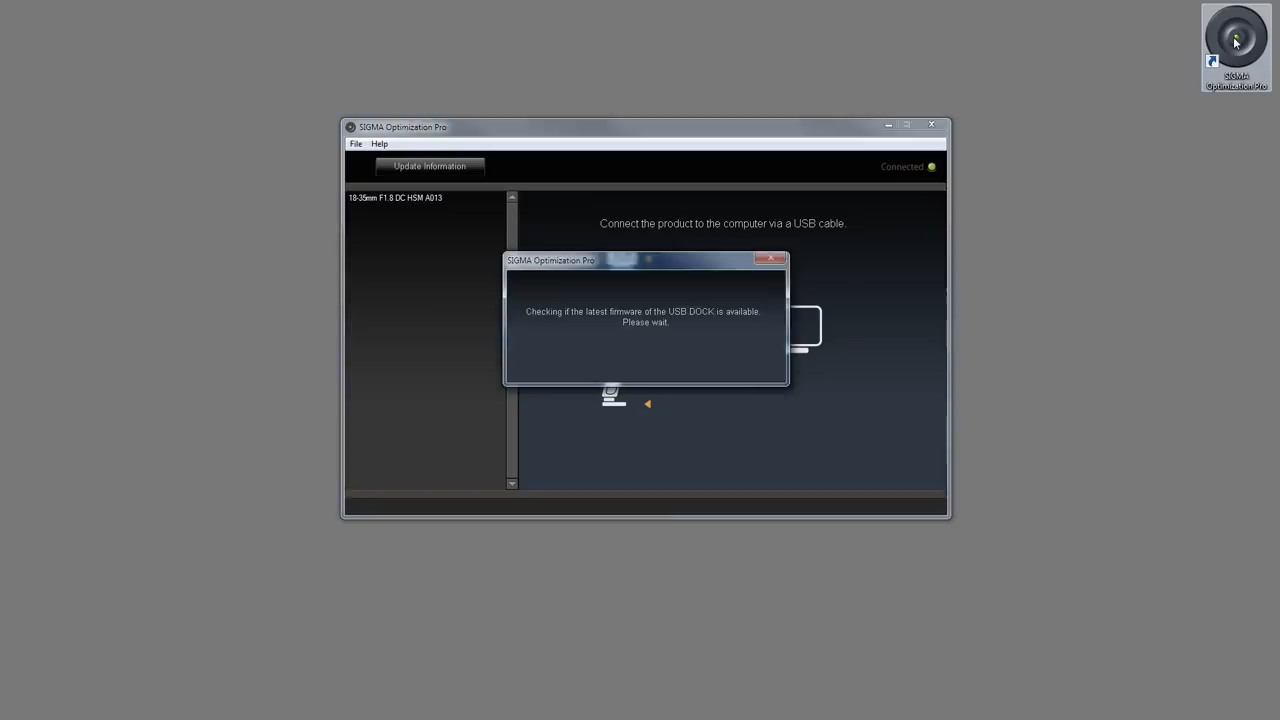 SIGMA
Optimization Pro
SIGMA Optimization Pro
File Help
Update Information
Connected
18-35mm F1.8 DC HSM A013
Connect the product to the computer via a USB cable.
SIGMA Optimization Pro
Checking if the latest firmware of the USB DOCK is available.
Please wait.